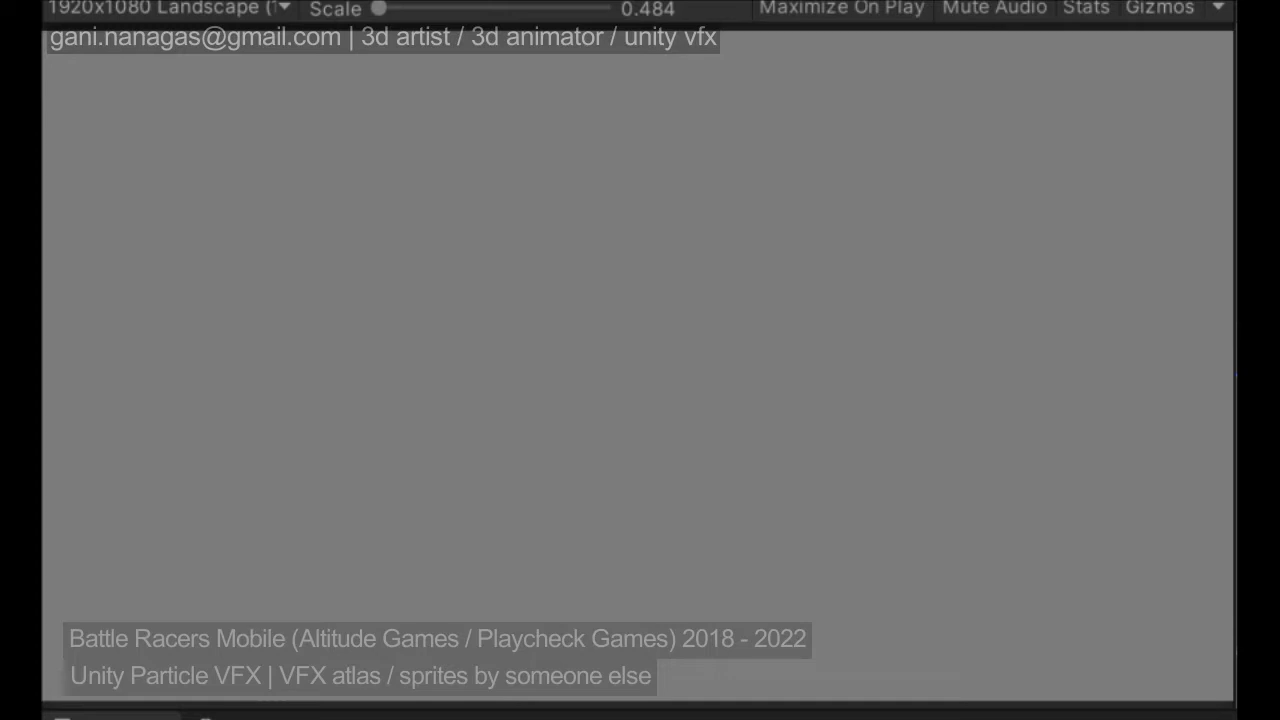 1920x1080 Landscape (1
Scale 0.484 Maximize On Play Mute Audio Stats Gizmos
gani.nanagas@gmail.com | 3d artist / 3d animator / unity vfx
Battle Racers Mobile (Altitude Games / Playcheck Games) 2018 - 2022
Unity Particle VFX | VFX atlas / sprites by someone else